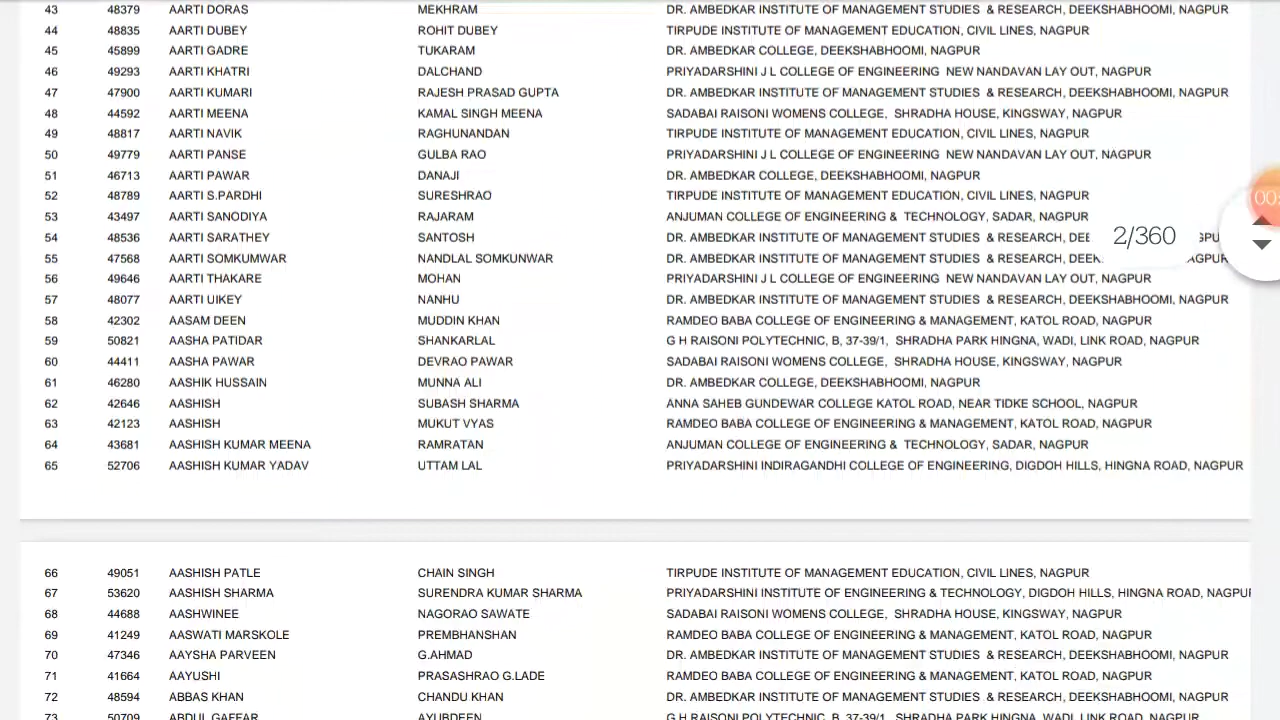 43 48379 AARTI DORAS MEKHRAM DR. AMBEDKAR INSTITUTE OF MANAGEMENT STUDIES & RESEARCH, DEEKSHABHOOMI, NAGPUR
44 48835 AARTI DUBEY ROHIT DUBEY TIRPUDE INSTITUTE OF MANAGEMENT EDUCATION, CIVIL LINES, NAGPUR
45 45899 AARTI GADRE TUKARAM DR. AMBEDKAR COLLEGE, DEEKSHABHOOMI, NAGPUR
46 49293 AARTI KHATRI DALCHAND PRIYADARSHINI J L COLLEGE OF ENGINEERING NEW NANDAVAN LAY OUT, NAGPUR
47 47900 AARTI KUMARI RAJESH PRASAD GUPTA DR. AMBEDKAR INSTITUTE OF MANAGEMENT STUDIES & RESEARCH, DEEKSHABHOOMI, NAGPUR
48 44592 AARTI MEENA KAMAL SINGH MEENA SADABAI RAISONI WOMENS COLLEGE, SHRADHA HOUSE, KINGSWAY, NAGPUR
49 48817 AARTI NAVIK RAGHUNANDAN TIRPUDE INSTITUTE OF MANAGEMENT EDUCATION, CIVIL LINES, NAGPUR
50 49779 AARTI PANSE GULBA RAO PRIYADARSHINI J L COLLEGE OF ENGINEERING NEW NANDAVAN LAY OUT, NAGPUR
51 46713 AARTI PAWAR DANAJI DR. AMBEDKAR COLLEGE, DEEKSHABHOOMI, NAGPUR
52 48789 AARTI S.PARDHI SURESHRAO TIRPUDE INSTITUTE OF MANAGEMENT EDUCATION, CIVIL LINES, NAGPUR
53 43497 AARTI SANODIYA RAJARAM ANJUMAN COLLEGE OF ENGINEERING & TECHNOLOGY, SADAR, NAGPUR
54 48536 AARTI SARATHEY SANTOSH DR. AMBEDKAR INSTITUTE OF MANAGEMENT STUDIES & RESEARCH, 2/360
55 47568 AARTI SOMKUMWAR NANDLAL SOMKUNWAR DR. AMBEDKAR INSTITUTE OF MANAGEMENT STUDIES & RESEARCH,
56 49646 AARTI THAKARE MOHAN PRIYADARSHINI J L COLLEGE OF ENGINEERING NEW NANDAVAN LAY OUT, NAGPUR
57 48077 AARTI UIKEY NANHU DR. AMBEDKAR INSTITUTE OF MANAGEMENT STUDIES & RESEARCH, DEEKSHABHOOMI, NAGPUR
58 42302 AASAM DEEN MUDDIN KHAN RAMDEO BABA COLLEGE OF ENGINEERING & MANAGEMENT, KATOL ROAD, NAGPUR
59 50821 AASHA PATIDAR SHANKARLAL G H RAISONI POLYTECHNIC, B, 37-39/1, SHRADHA PARK HINGNA, WADI, LINK ROAD, NAGPUR
60 44411 AASHA PAWAR DEVRAO PAWAR SADABAI RAISONI WOMENS COLLEGE, SHRADHA HOUSE, KINGSWAY, NAGPUR
61 46280 AASHIK HUSSAIN MUNNA ALI DR. AMBEDKAR COLLEGE, DEEKSHABHOOMI, NAGPUR
62 42646 AASHISH SUBASH SHARMA ANNA SAHEB GUNDEWAR COLLEGE KATOL ROAD, NEAR TIDKE SCHOOL, NAGPUR
63 42123 AASHISH MUKUT VYAS RAMDEO BABA COLLEGE OF ENGINEERING & MANAGEMENT, KATOL ROAD, NAGPUR
64 43681 AASHISH KUMAR MEENA RAMRATAN ANJUMAN COLLEGE OF ENGINEERING & TECHNOLOGY, SADAR, NAGPUR
65 52706 AASHISH KUMAR YADAV UTTAM LAL PRIYADARSHINI INDIRAGANDHI COLLEGE OF ENGINEERING, DIGDOH HILLS, HINGNA ROAD, NAGPUR
66 49051 AASHISH PATLE CHAIN SINGH TIRPUDE INSTITUTE OF MANAGEMENT EDUCATION, CIVIL LINES, NAGPUR
67 53620 AASHISH SHARMA SURENDRA KUMAR SHARMA PRIYADARSHINI INSTITUTE OF ENGINEERING & TECHNOLOGY, DIGDOH HILLS, HINGNA ROAD, NAGPUR
68 44688 AASHWINEE NAGORAO SAWATE SADABAI RAISONI WOMENS COLLEGE, SHRADHA HOUSE, KINGSWAY, NAGPUR
69 41249 AASWATI MARSKOLE PREMBHANSHAN RAMDEO BABA COLLEGE OF ENGINEERING & MANAGEMENT, KATOL ROAD, NAGPUR
70 47346 AAYSHA PARVEEN G.AHMAD DR. AMBEDKAR INSTITUTE OF MANAGEMENT STUDIES & RESEARCH, DEEKSHABHOOMI, NAGPUR
71 41664 AAYUSHI PRASASHRAO G.LADE RAMDEO BABA COLLEGE OF ENGINEERING & MANAGEMENT, KATOL ROAD, NAGPUR
72 48594 ABBAS KHAN CHANDU KHAN DR. AMBEDKAR INSTITUTE OF MANAGEMENT STUDIES & RESEARCH, DEEKSHABHOOMI, NAGPUR
73 50709 ABDUL GAFFAR AYUBDEEN G H RAISONI POLYTECHNIC, B, 37-39/1, SHRADHA PARK HINGNA, WADI, LINK ROAD, NAGPUR